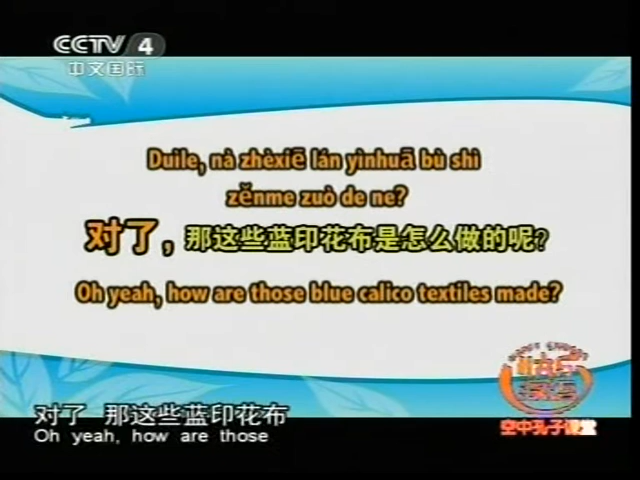 CCTV 4
中文国际
Duìle, nà zhèxiē lán yìnhuā bù shì
zěnme zuò de ne?
对了，那这些蓝印花布是怎么做的呢?
Oh yeah, how are those blue calico textiles made?
空中孔子课堂
对了 那这些蓝印花布
Oh yeah, how are those